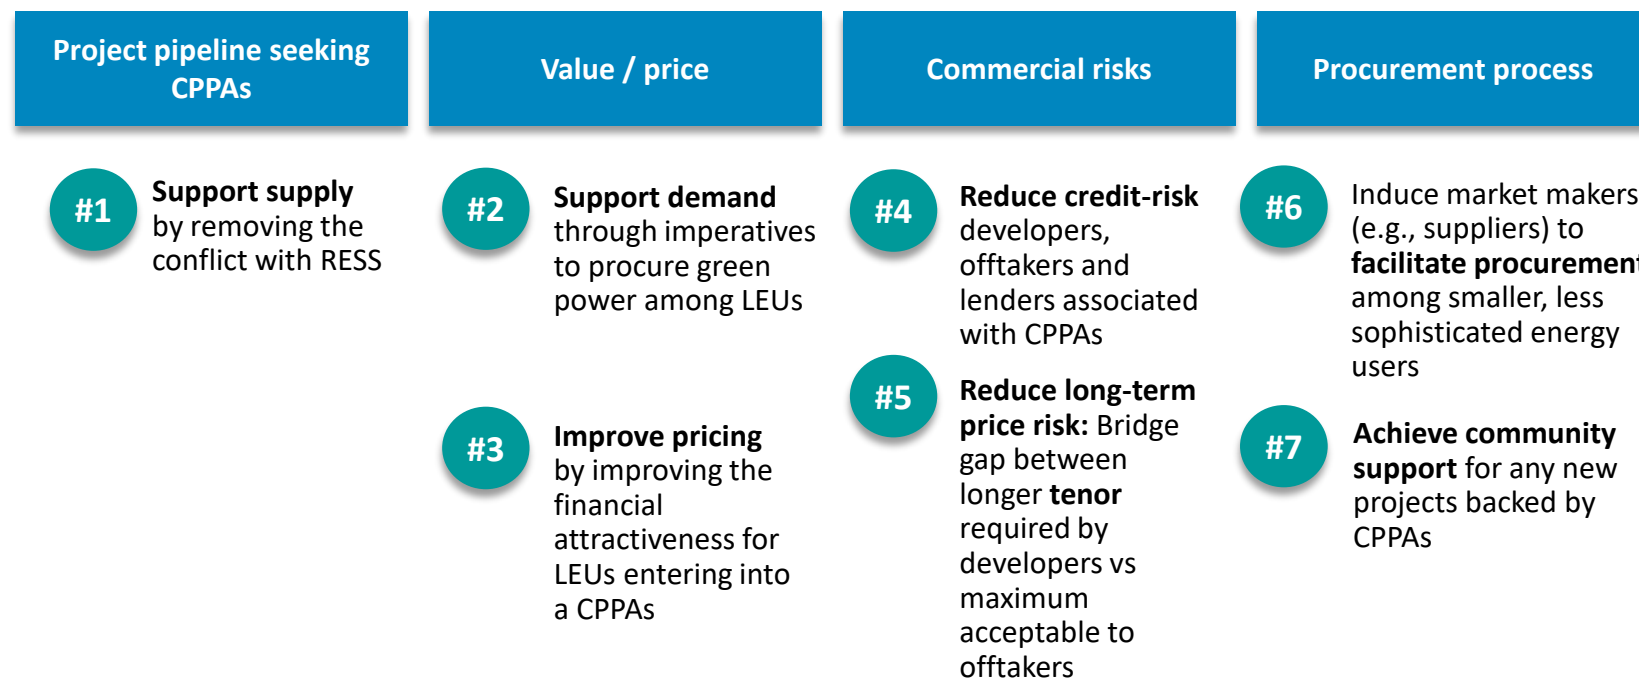 Project pipeline seeking
CPPAs
Value / price
Commercial risks
Procurement process
#1
Support supply
by removing the
conflict with RESS
#2
Support demand
through imperatives
to procure green
power among LEUs
#3
Improve pricing
by improving the
financial
attractiveness for
LEUs entering into
a CPPAs
#4
Reduce credit-risk
developers,
offtakers and
lenders associated
with CPPAs
#5
Reduce long-term
price risk: Bridge
gap between
longer tenor
required by
developers vs
maximum
acceptable to
offtakers
#6
Induce market makers
(e.g., suppliers) to
facilitate procurement
among smaller, less
sophisticated energy
users
#7
Achieve community
support for any new
projects backed by
CPPAs